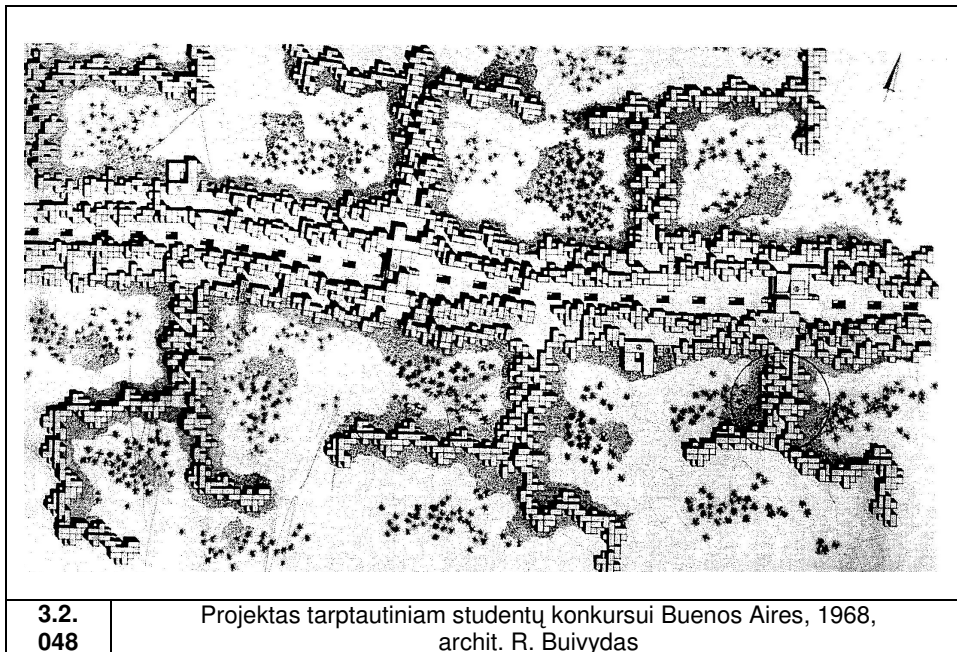 3.2.
048
Projektas tarptautiniam studentų konkursui Buenos Aires, 1968,
archit. R. Buivydas